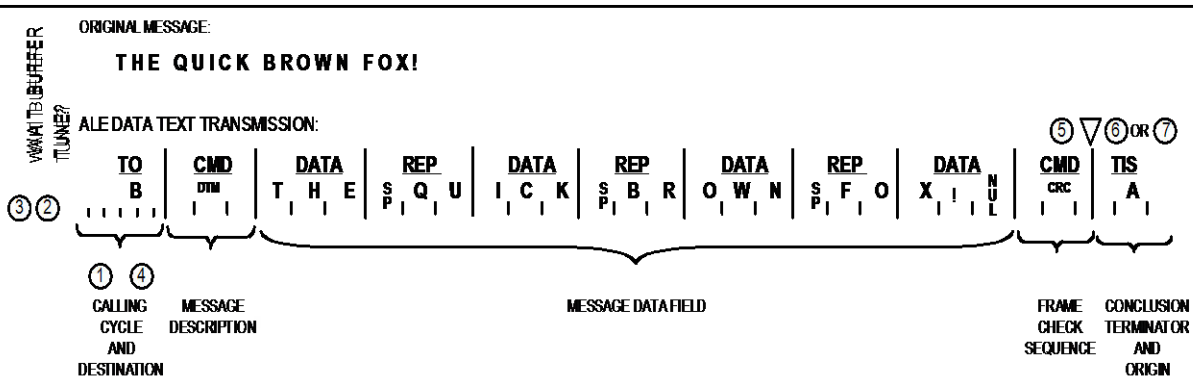 ORIGINAL MESSAGE:
THE QUICK BROWN FOX!
ALE DATA TEXT TRANSMISSION:
5 6 OR 7
TO CMD DATA REP DATA REP DATA REP DATA CMD TIS
B DTM T H E SP Q U I C K SP B R O W N SP F O X ! NUL CRC A
3 2
1 4
CALLING CYCLE AND DESTINATION
MESSAGE DESCRIPTION
MESSAGE DATA FIELD
FRAME CHECK SEQUENCE
CONCLUSION TERMINATOR AND ORIGIN